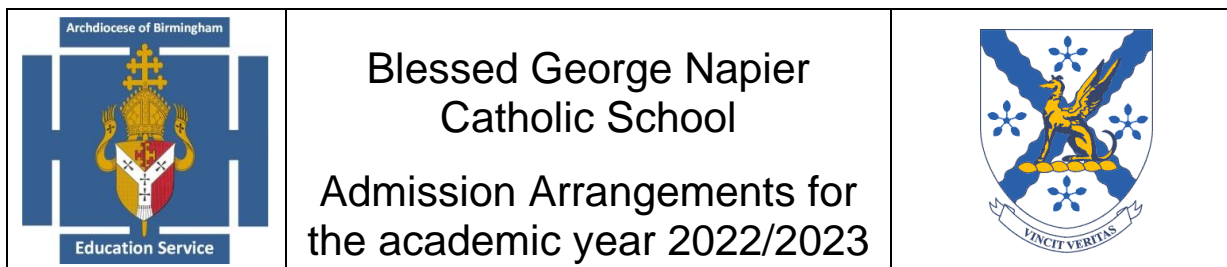 Archdiocese of Birmingham
Education Service
Blessed George Napier
Catholic School
Admission Arrangements for
the academic year 2022/2023
VINCIT VERITAS